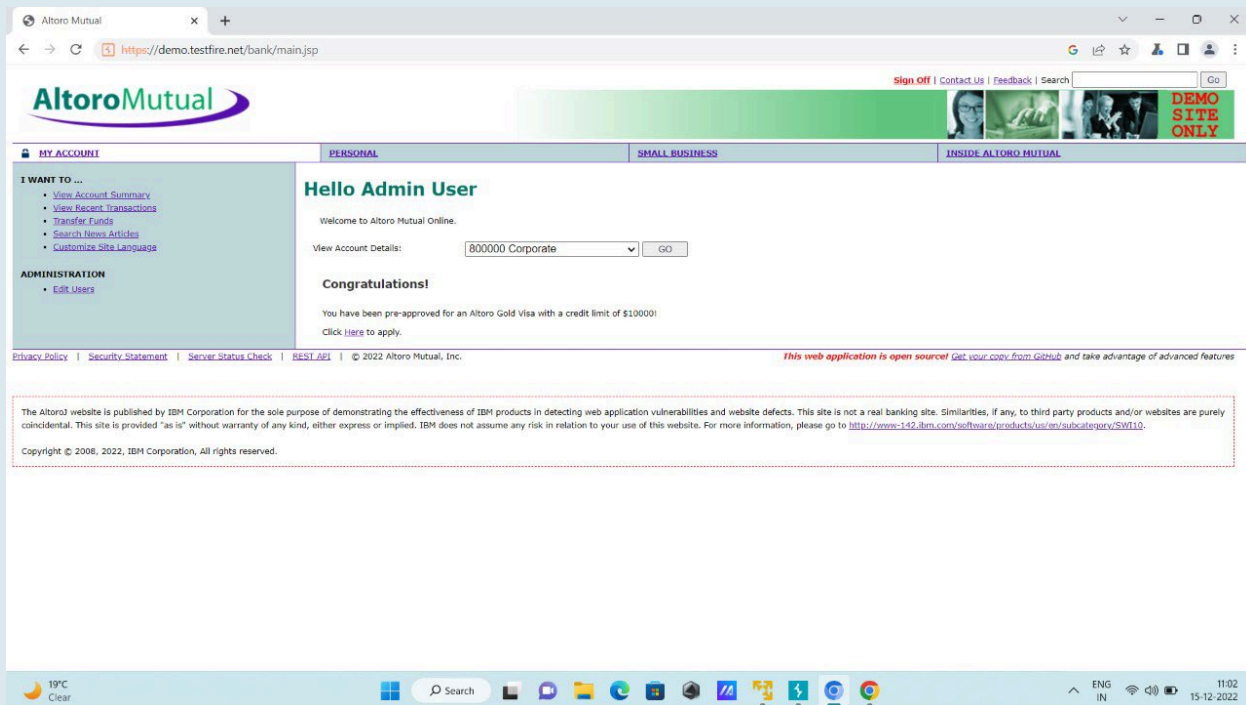 Altoro Mutual
https://demo.testfire.net/bank/main.jsp
Sign Off | Contact Us | Feedback | Search Go
AltoroMutual
DEMO
SITE
ONLY
MY ACCOUNT PERSONAL SMALL BUSINESS INSIDE ALTORO MUTUAL
I WANT TO ...
View Account Summary
View Recent Transactions
Transfer Funds
Search News Articles
Customize Site Language
ADMINISTRATION
Edit Users
Hello Admin User
Welcome to Altoro Mutual Online.
View Account Details: 800000 Corporate GO
Congratulations!
You have been pre-approved for an Altoro Gold Visa with a credit limit of $10000!
Click Here to apply.
Privacy Policy | Security Statement | Server Status Check | REST API | © 2022 Altoro Mutual, Inc. This web application is open source! Get your copy from GitHub and take advantage of advanced features
The AltoroJ website is published by IBM Corporation for the sole purpose of demonstrating the effectiveness of IBM products in detecting web application vulnerabilities and website defects. This site is not a real banking site. Similarities, if any, to third party products and/or websites are purely
coincidental. This site is provided "as is" without warranty of any kind, either express or implied. IBM does not assume any risk in relation to your use of this website. For more information, please go to http://www-142.ibm.com/software/products/us/en/subcategory/SWI10.
Copyright © 2008, 2022, IBM Corporation, All rights reserved.
19°C
Clear
Search
ENG
IN
11:02
15-12-2022